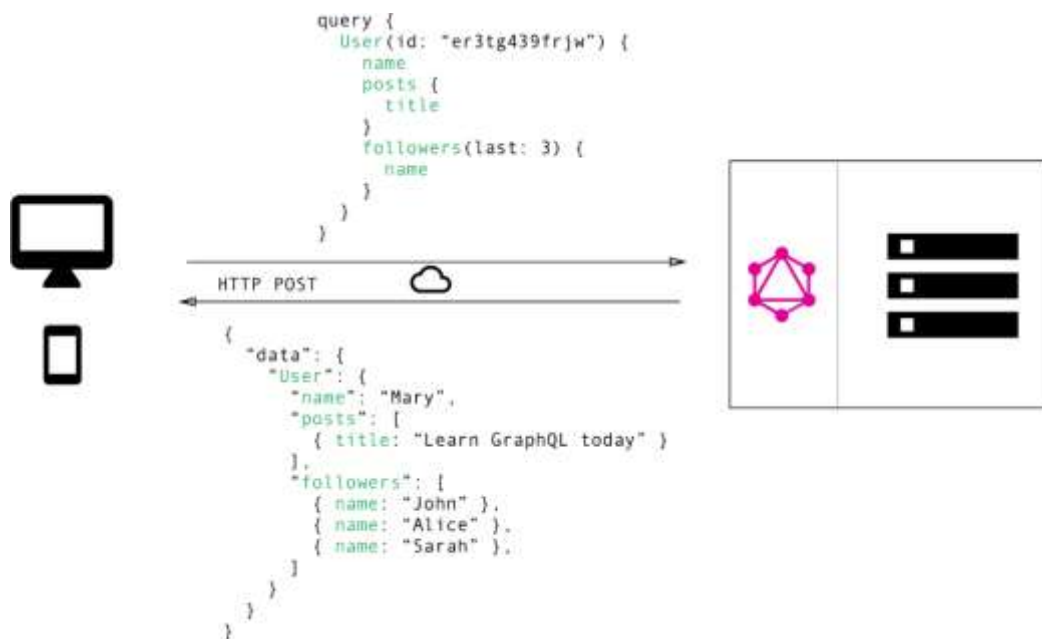 query {
User(id: “er3tg439frjw”) {
name
posts {
title
}
followers(last: 3) {
name
}
}
}
HTTP POST
{
“data”: {
“User”: {
“name”: “Mary”,
“posts”: [
{ title: “Learn GraphQL today” }
],
“followers”: [
{ name: “John” },
{ name: “Alice” },
{ name: “Sarah” },
]
}
}
}